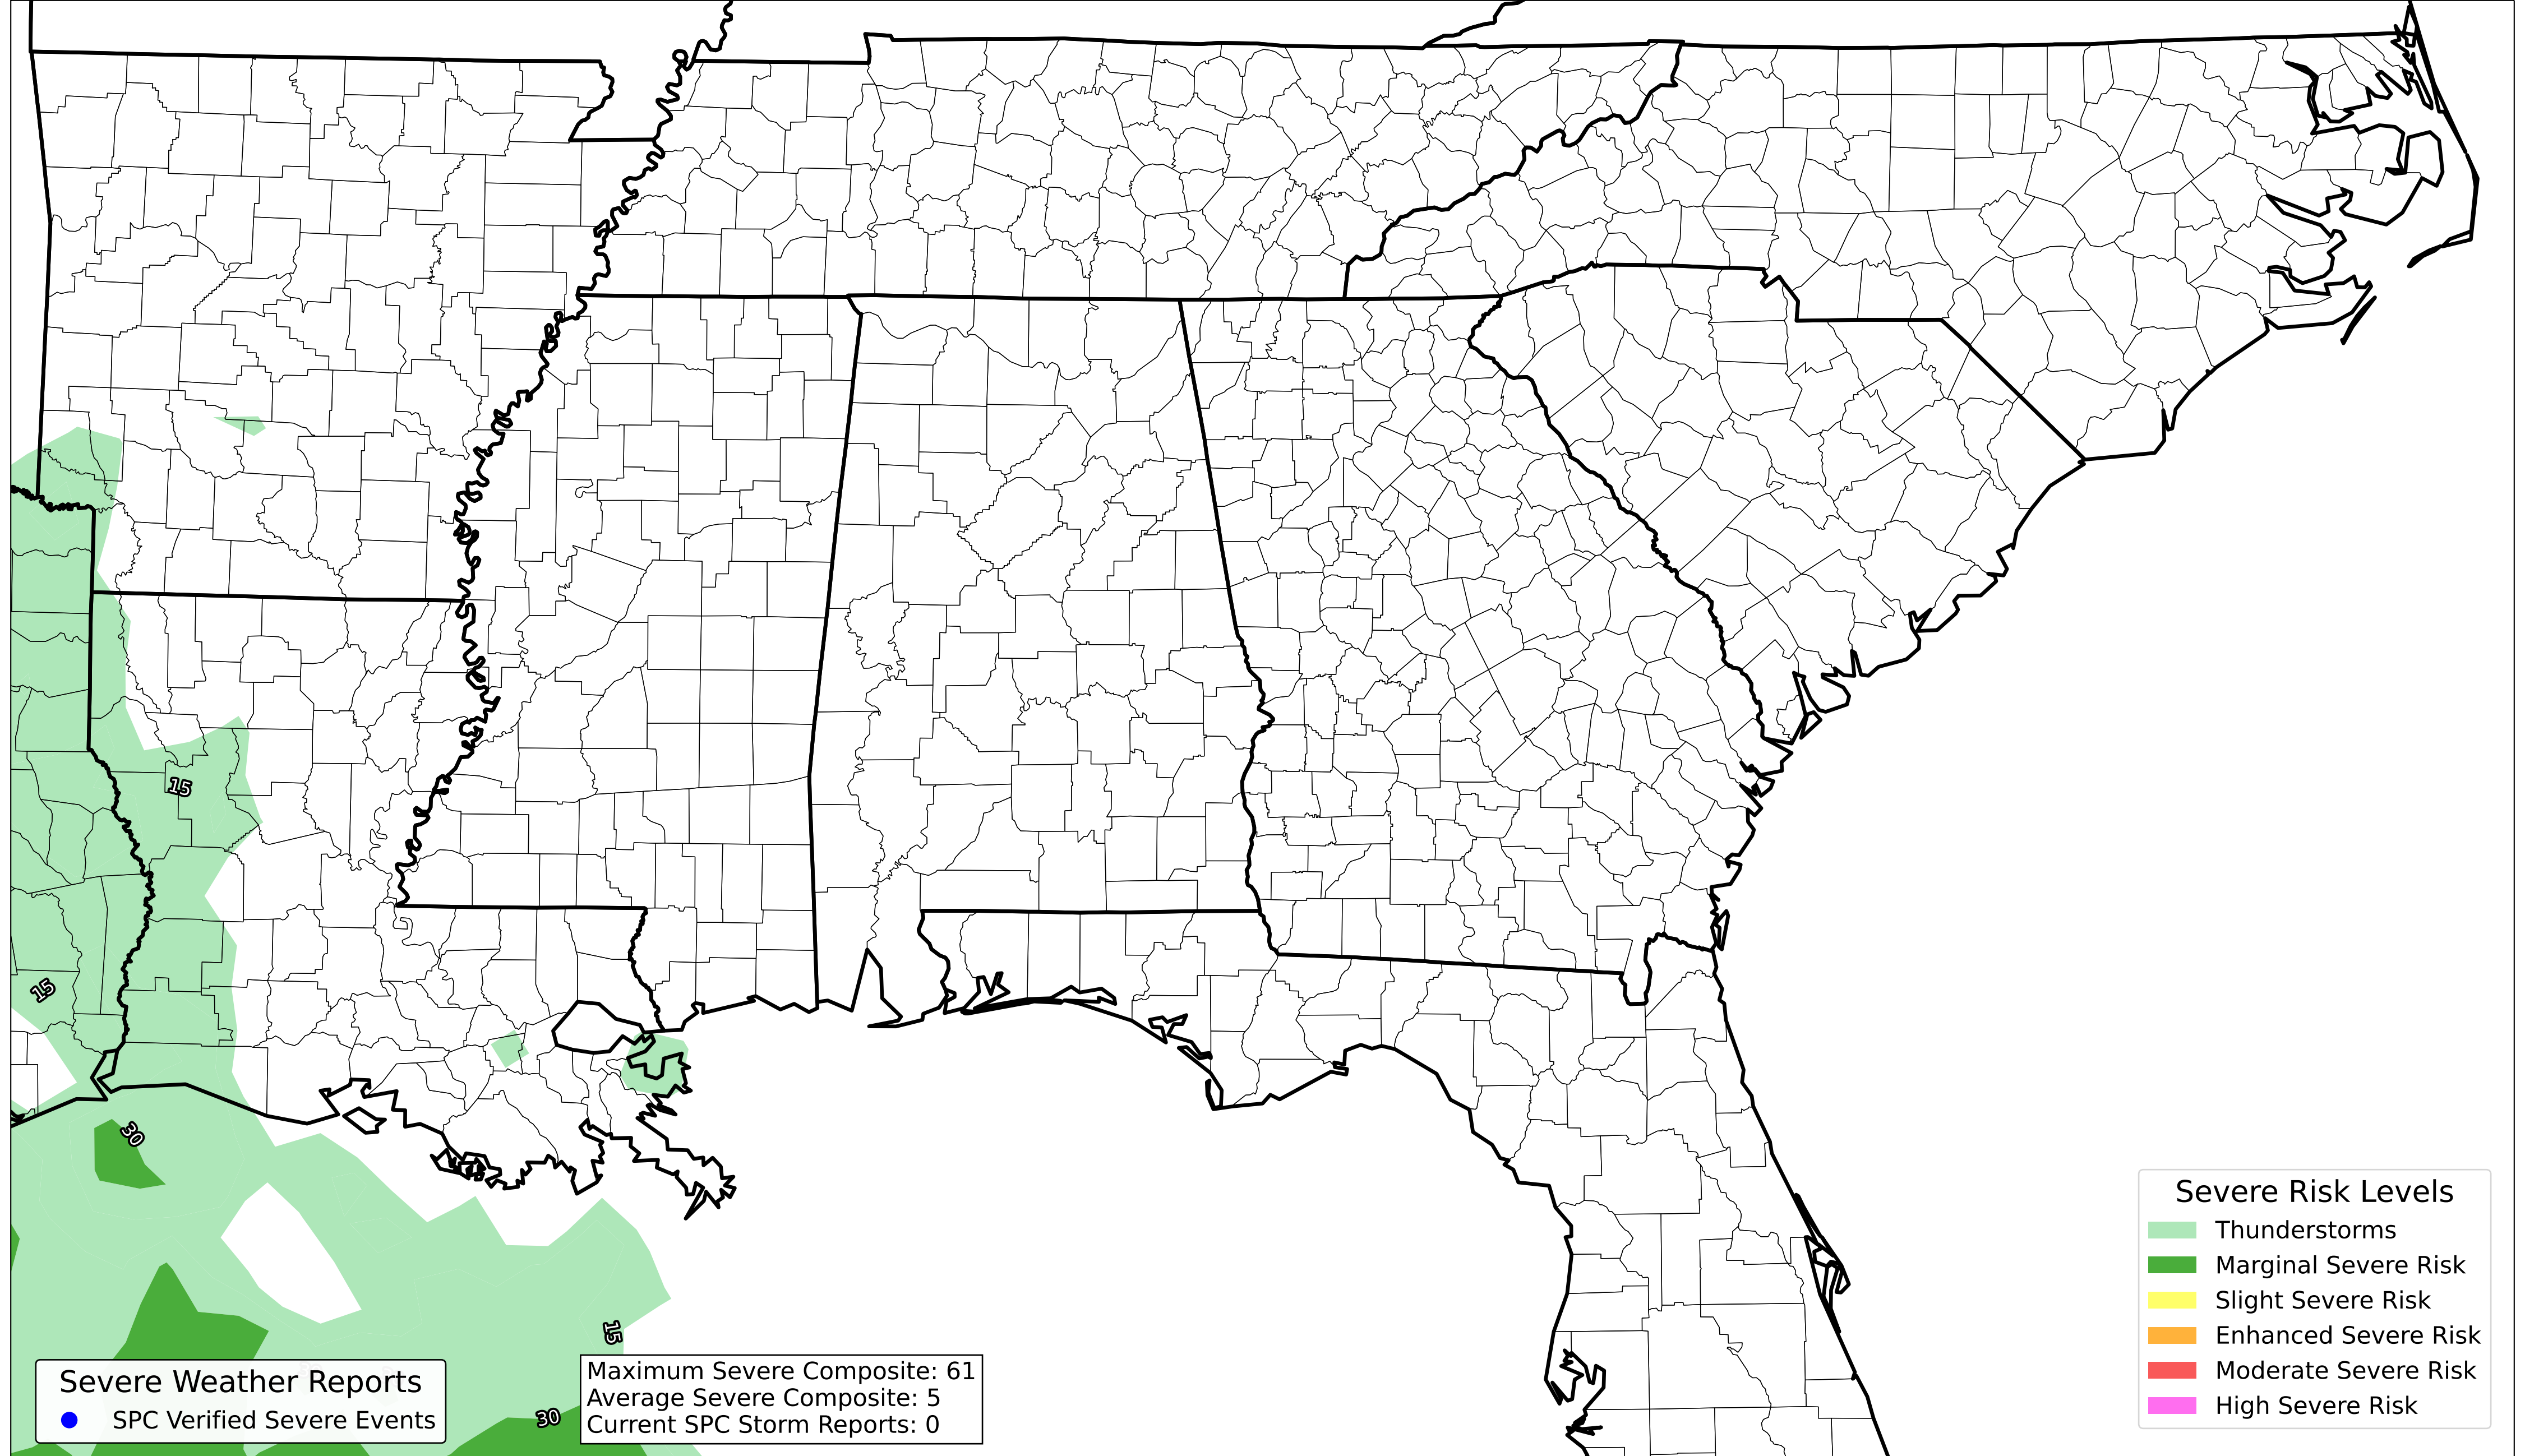 15
15
30
15
30
Severe Weather Reports
SPC Verified Severe Events
Maximum Severe Composite: 61
Average Severe Composite: 5
Current SPC Storm Reports: 0
Severe Risk Levels
Thunderstorms
Marginal Severe Risk
Slight Severe Risk
Enhanced Severe Risk
Moderate Severe Risk
High Severe Risk